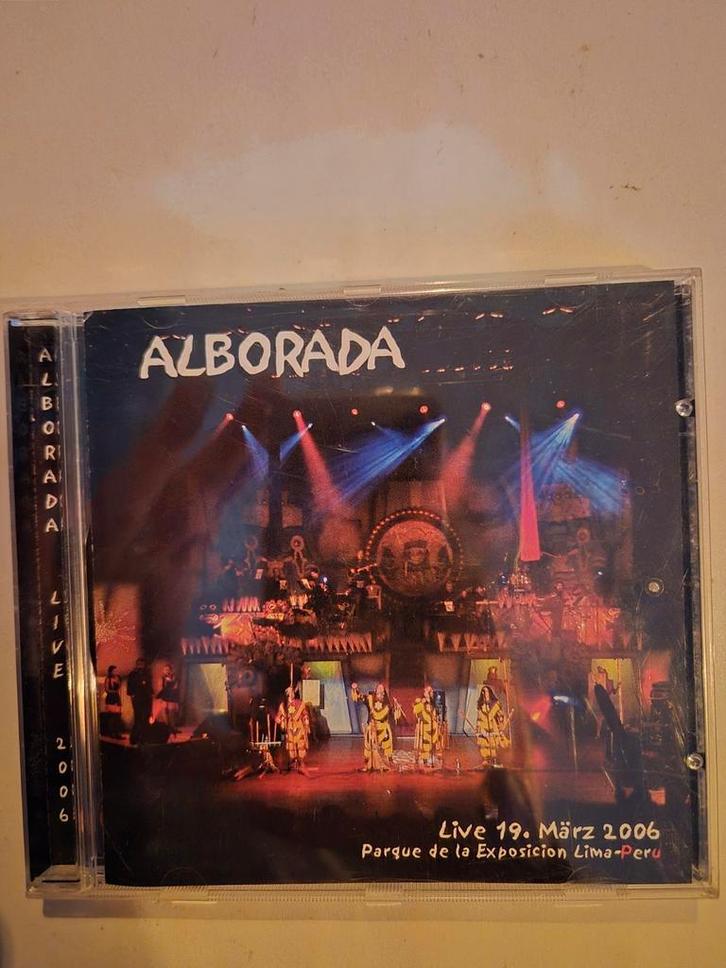 ALBORADA LIVE 2006
ALBORADA
Live 19. März 2006
Parque de la Exposicion Lima-Peru